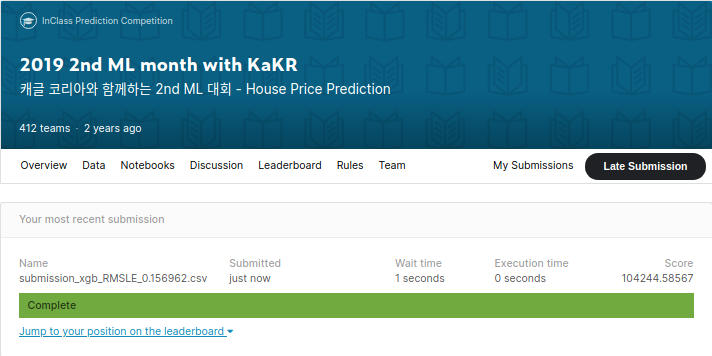 InClass Prediction Competition
2019 2nd ML month with KaKR
캐글 코리아와 함께하는 2nd ML 대회 - House Price Prediction
412 teams · 2 years ago
Overview Data Notebooks Discussion Leaderboard Rules Team My Submissions Late Submission
Your most recent submission
Name Submitted Wait time Execution time Score
submission_xgb_RMSLE_0.156962.csv just now 1 seconds 0 seconds 104244.58567
Complete
Jump to your position on the leaderboard